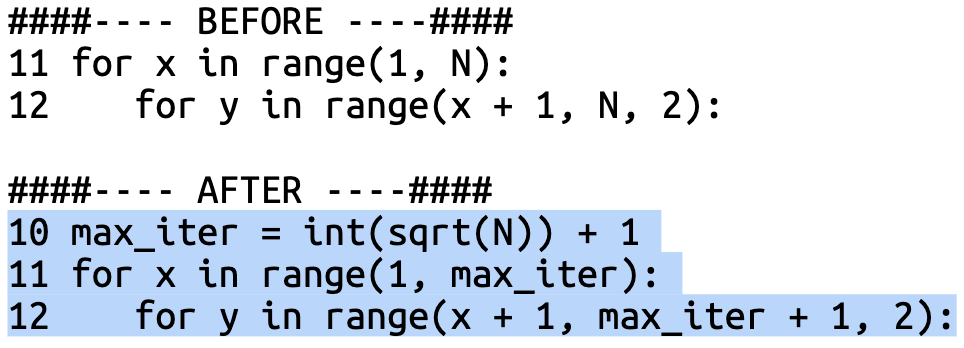 ####---- BEFORE ----####
11 for x in range(1, N):
12    for y in range(x + 1, N, 2):
####---- AFTER ----####
10 max_iter = int(sqrt(N)) + 1
11 for x in range(1, max_iter):
12    for y in range(x + 1, max_iter + 1, 2):